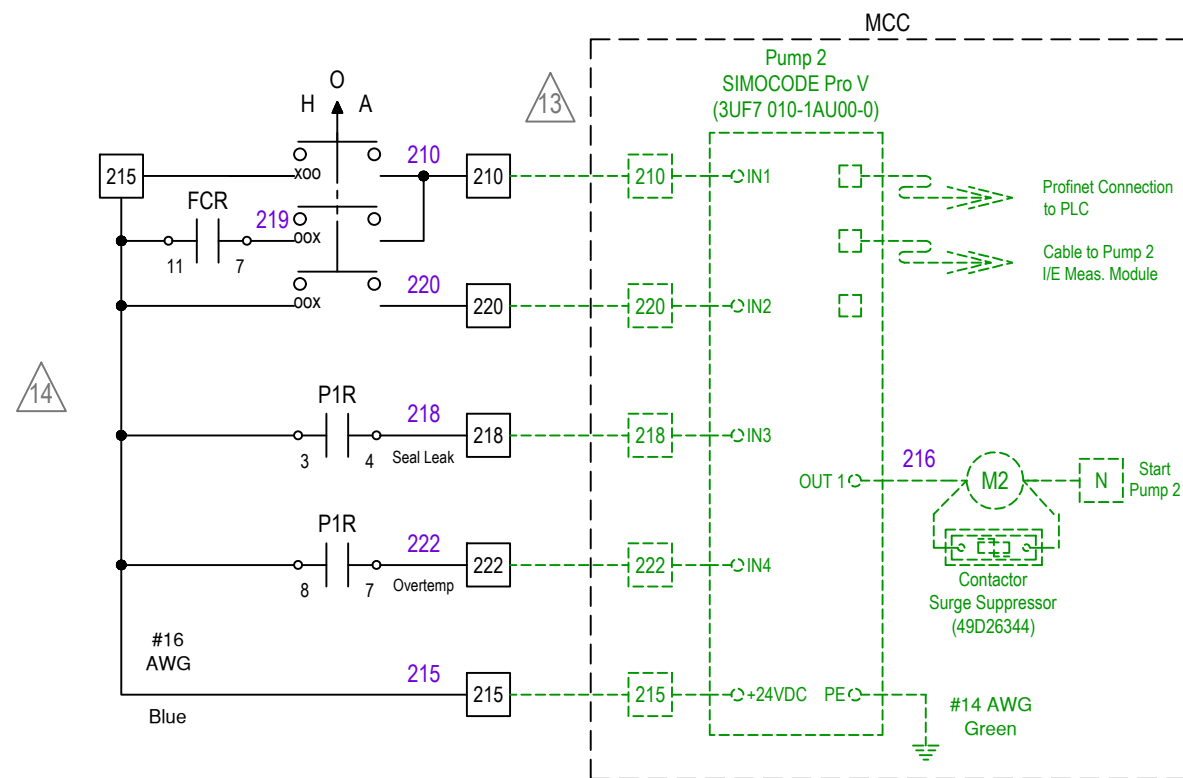 MCC
Pump 2
SIMOCODE Pro V
(3UF7 010-1AU00-0)
13
O
H A
xoo
215
210
210
210
IN1
Profinet Connection
to PLC
FCR
219
oox
11 7
Cable to Pump 2
I/E Meas. Module
oox
220
220
220
IN2
14
P1R
218
3 4
Seal Leak
218
218
IN3
OUT 1
216
M2
N
Start
Pump 2
P1R
222
8 7
Overtemp
222
222
IN4
Contactor
Surge Suppressor
(49D26344)
#16
AWG
Blue
215
215
215
+24VDC
PE
#14 AWG
Green